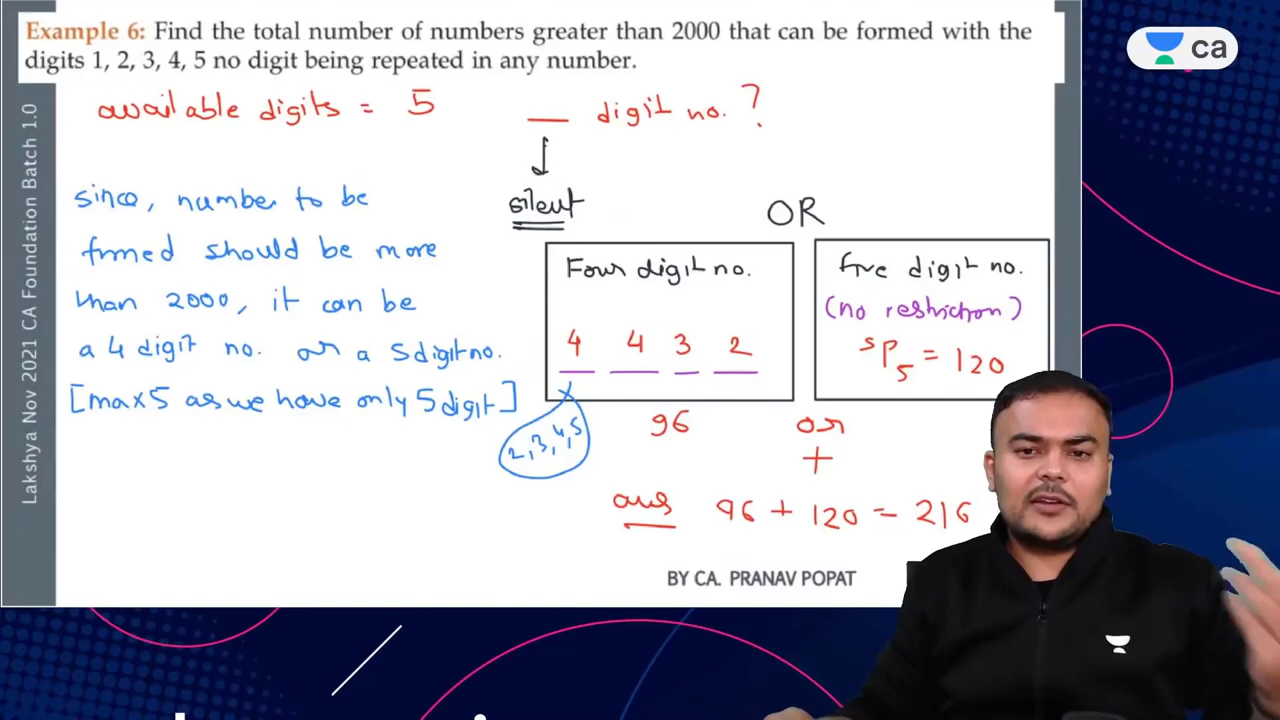 Example 6: Find the total number of numbers greater than 2000 that can be formed with the
digits 1, 2, 3, 4, 5 no digit being repeated in any number.
ca
available digits = 5
__ digit no. ?
silent
since, number to be
formed should be more
than 2000, it can be
a 4 digit no. or a 5 digit no.
[max 5 as we have only 5 digit]
OR
Four digit no.
4 4 3 2
2,3,4,5
96
five digit no.
(no restriction)
5P5 = 120
or
+
ans 96 + 120 = 216
BY CA. PRANAV POPAT
Lakshya Nov 2021 CA Foundation Batch 1.0